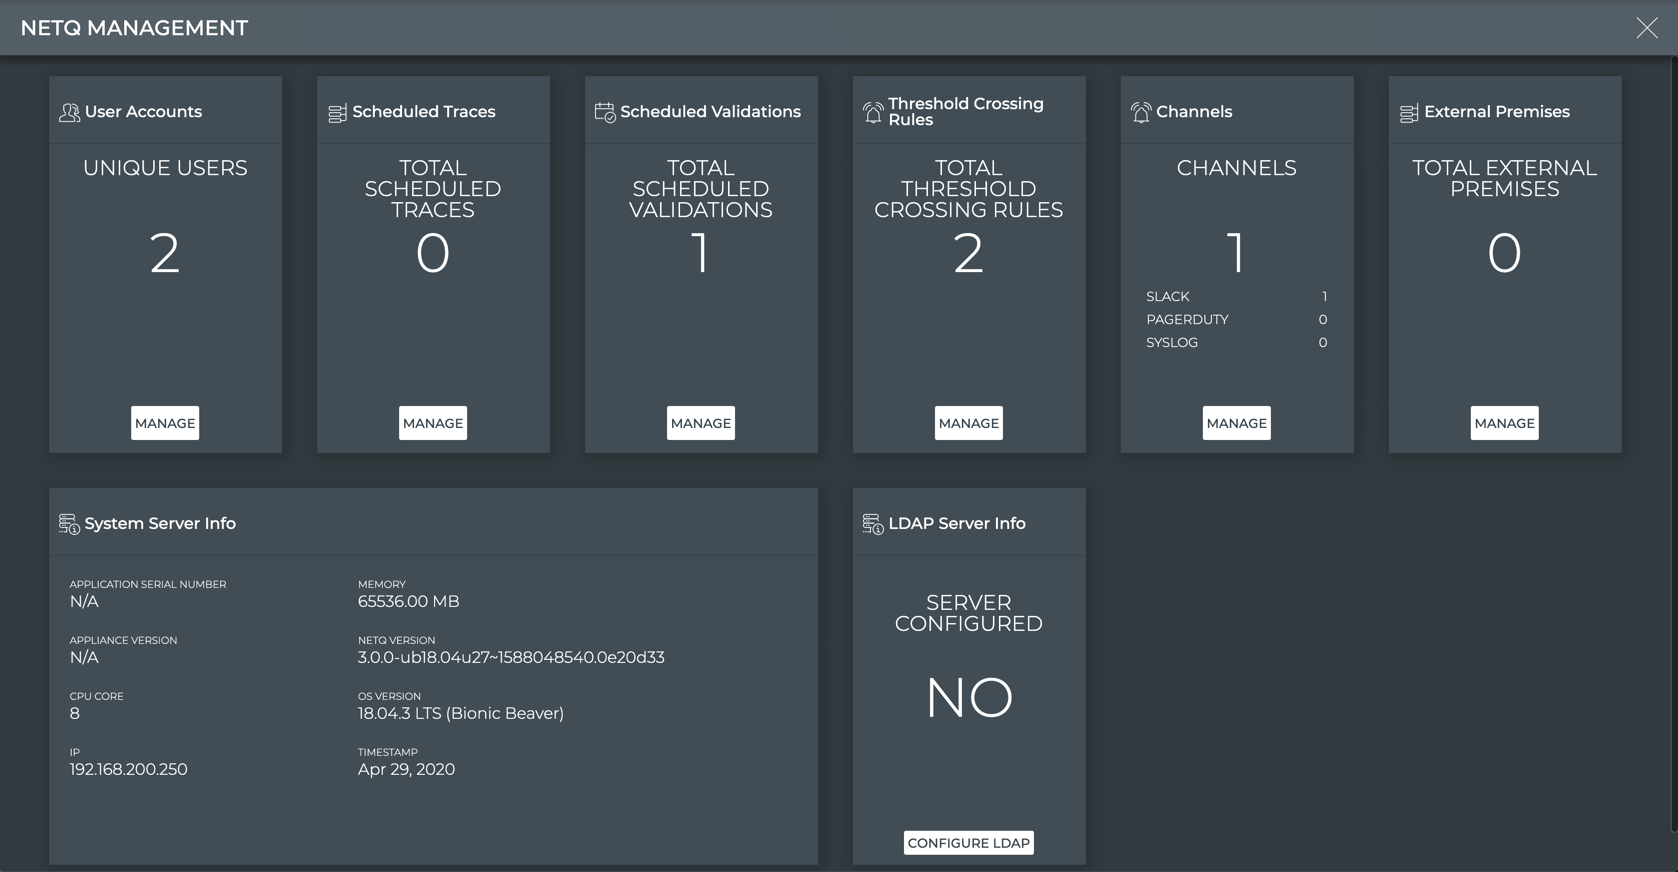 NETQ MANAGEMENT
User Accounts
UNIQUE USERS
2
MANAGE
Scheduled Traces
TOTAL
SCHEDULED
TRACES
0
MANAGE
Scheduled Validations
TOTAL
SCHEDULED
VALIDATIONS
1
MANAGE
Threshold Crossing
Rules
TOTAL
THRESHOLD
CROSSING RULES
2
MANAGE
Channels
CHANNELS
1
SLACK 1
PAGERDUTY 0
SYSLOG 0
MANAGE
External Premises
TOTAL EXTERNAL
PREMISES
0
MANAGE
System Server Info
APPLICATION SERIAL NUMBER
N/A
MEMORY
65536.00 MB
APPLIANCE VERSION
N/A
NETQ VERSION
3.0.0-ub18.04u27~1588048540.0e20d33
CPU CORE
8
OS VERSION
18.04.3 LTS (Bionic Beaver)
IP
192.168.200.250
TIMESTAMP
Apr 29, 2020
LDAP Server Info
SERVER
CONFIGURED
NO
CONFIGURE LDAP